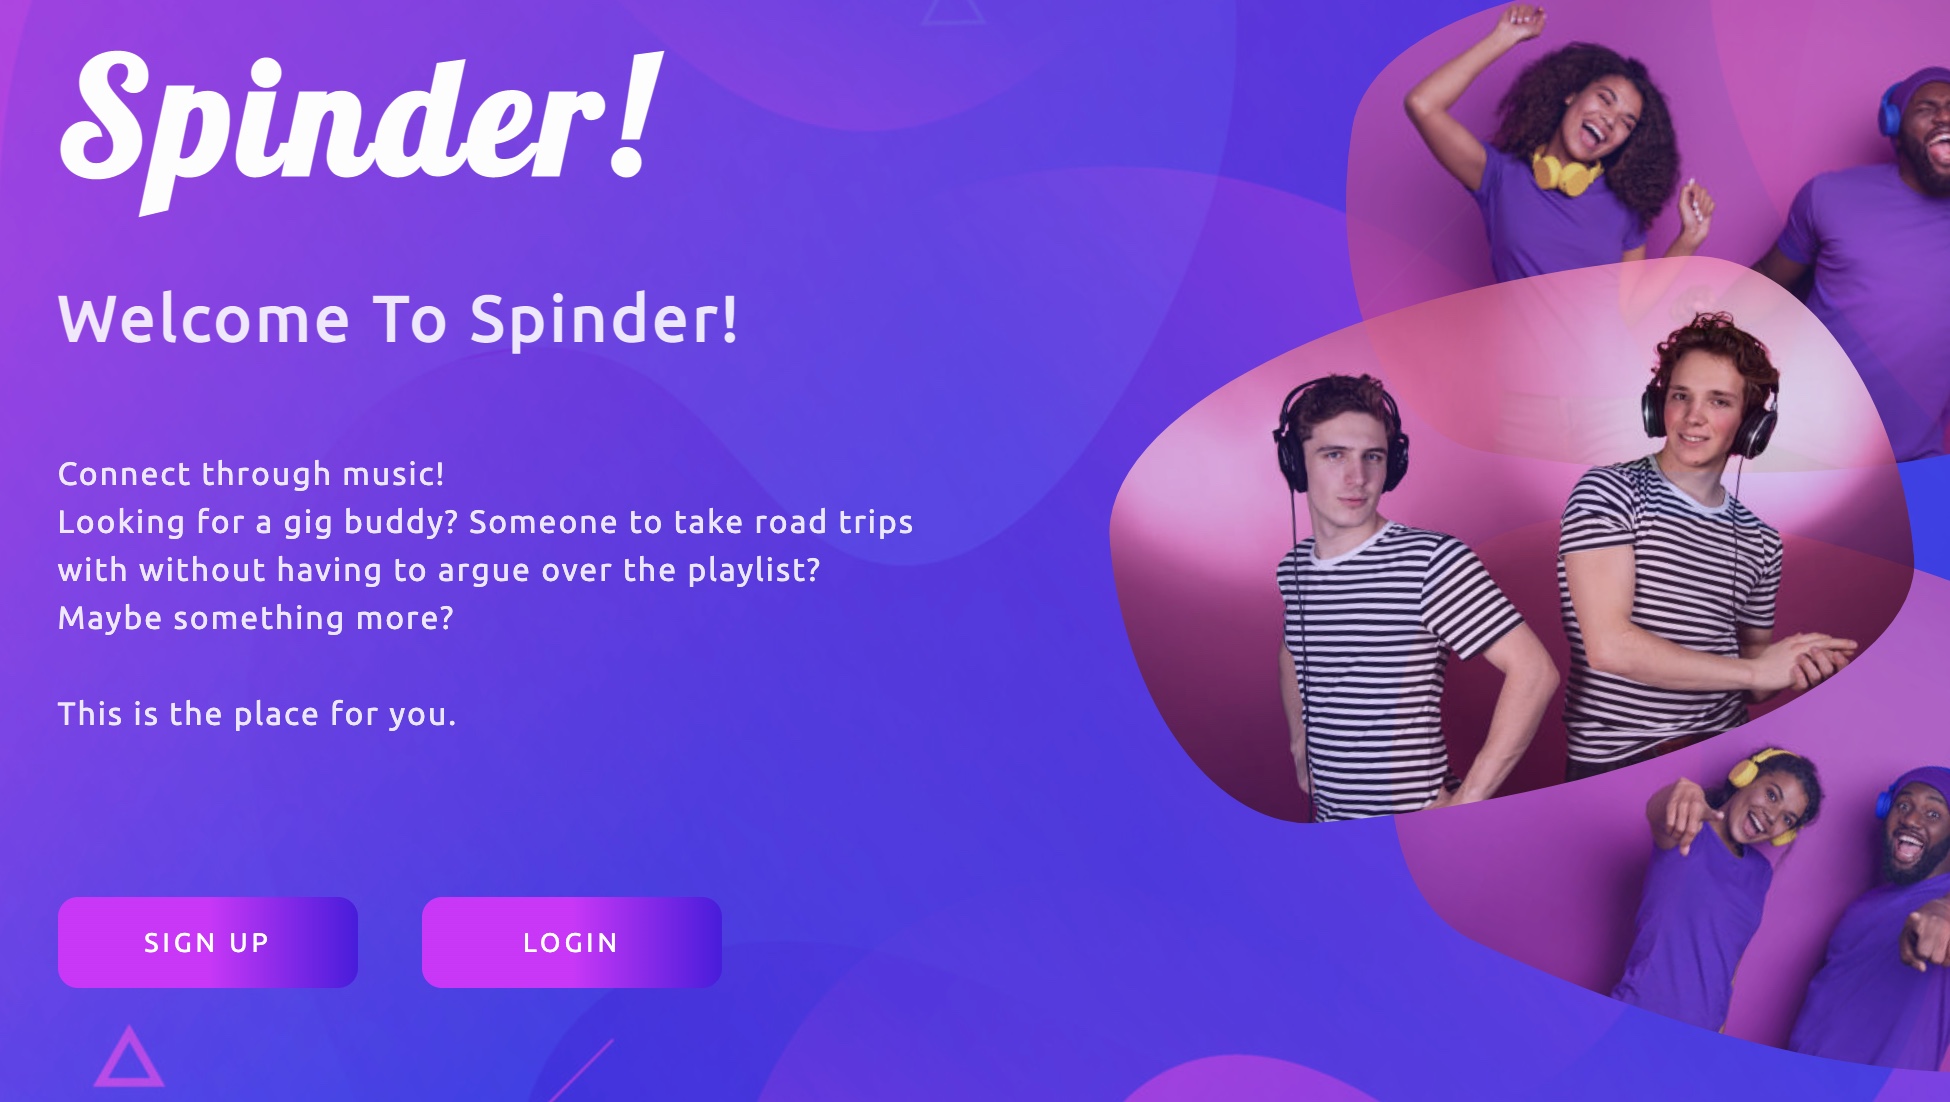 Spinder!
Welcome To Spinder!
Connect through music!
Looking for a gig buddy? Someone to take road trips
with without having to argue over the playlist?
Maybe something more?
This is the place for you.
SIGN UP
LOGIN